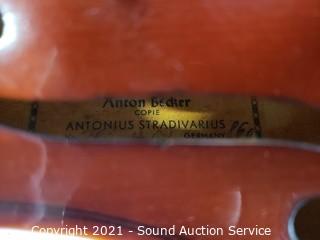 Anton Becker
COPIE
ANTONIUS STRADIVARIUS
GERMANY
Copyright 2021 - Sound Auction Service